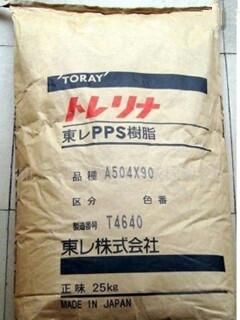 TORAY
トレリナ
東レPPS樹脂
品種 A504X90
区分 色番
製造番号 T4640
東レ株式会社
正味 25kg
MADE IN JAPAN